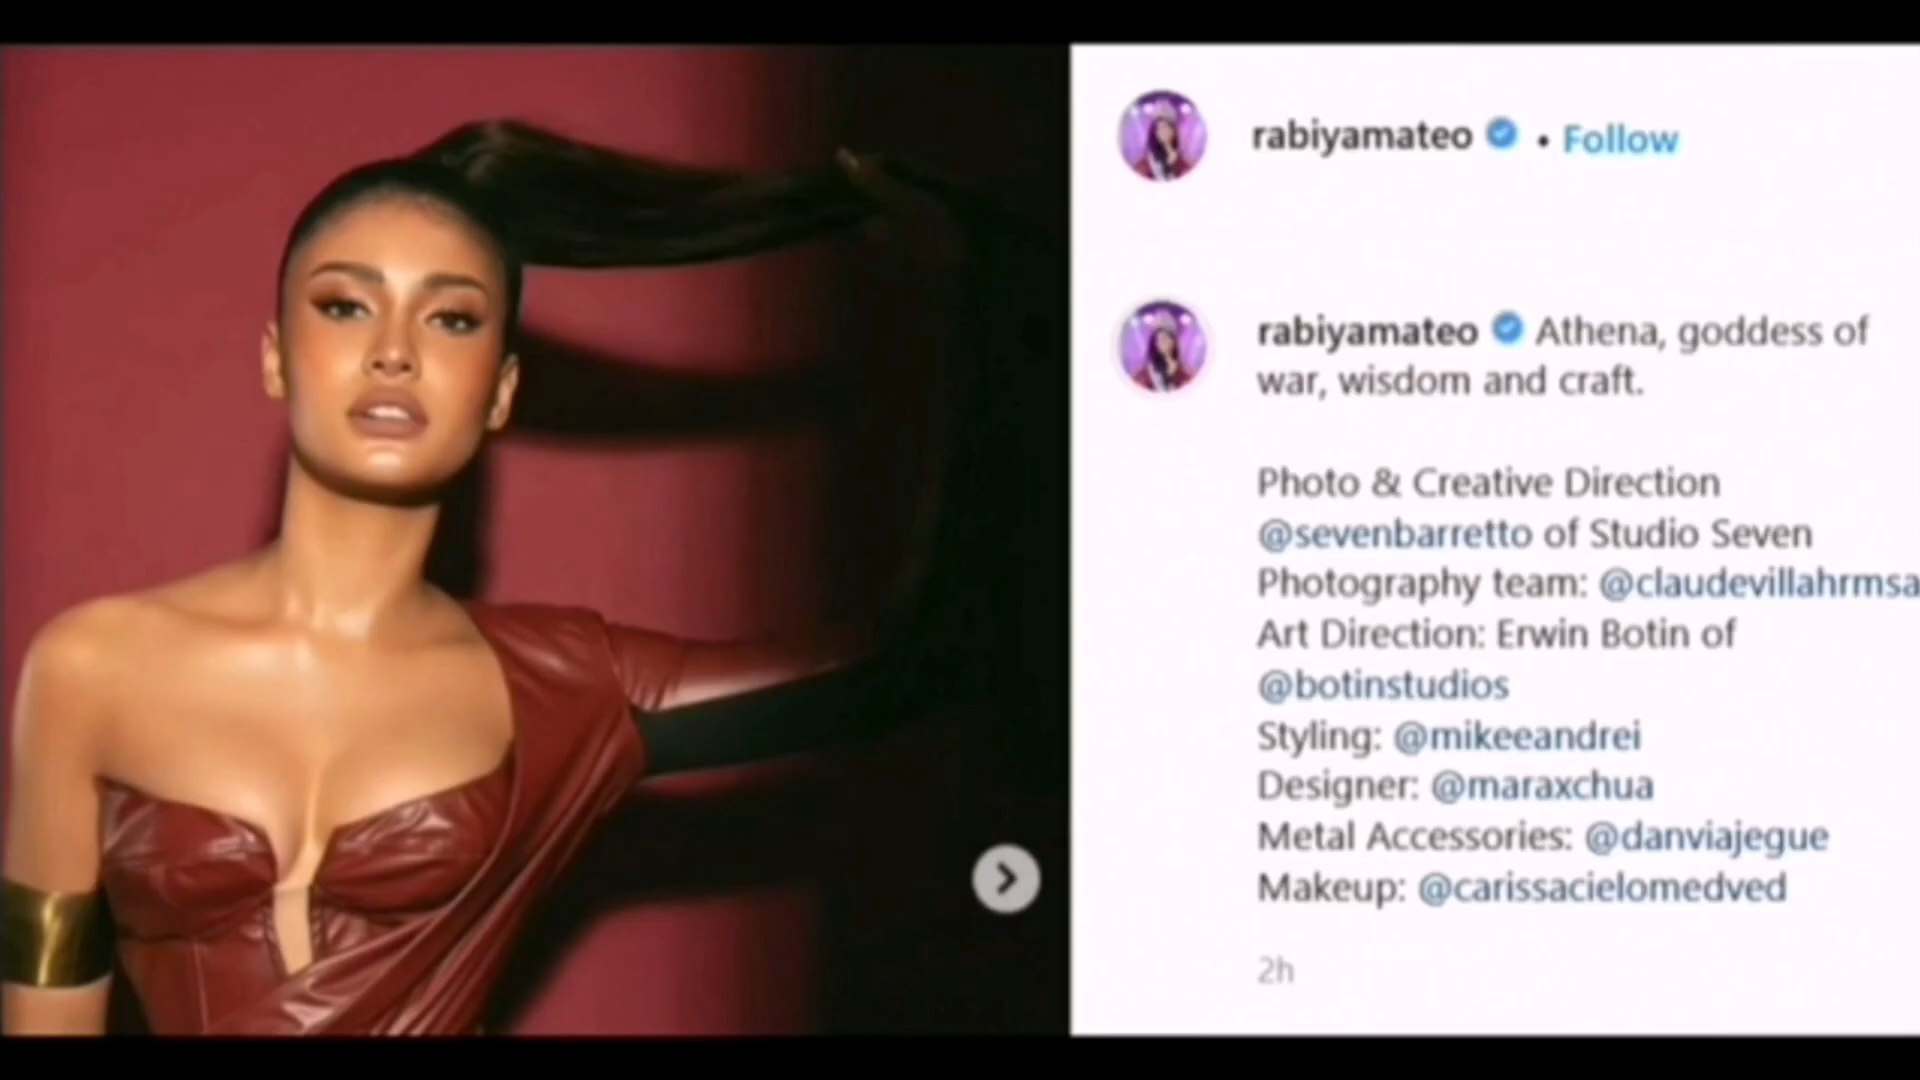 rabiyamateo • Follow
rabiyamateo Athena, goddess of
war, wisdom and craft.
Photo & Creative Direction
@sevenbarretto of Studio Seven
Photography team: @claudevillahrmsa
Art Direction: Erwin Botin of
@botinstudios
Styling: @mikeeandrei
Designer: @maraxchua
Metal Accessories: @danviajegue
Makeup: @carissacielomedved
2h